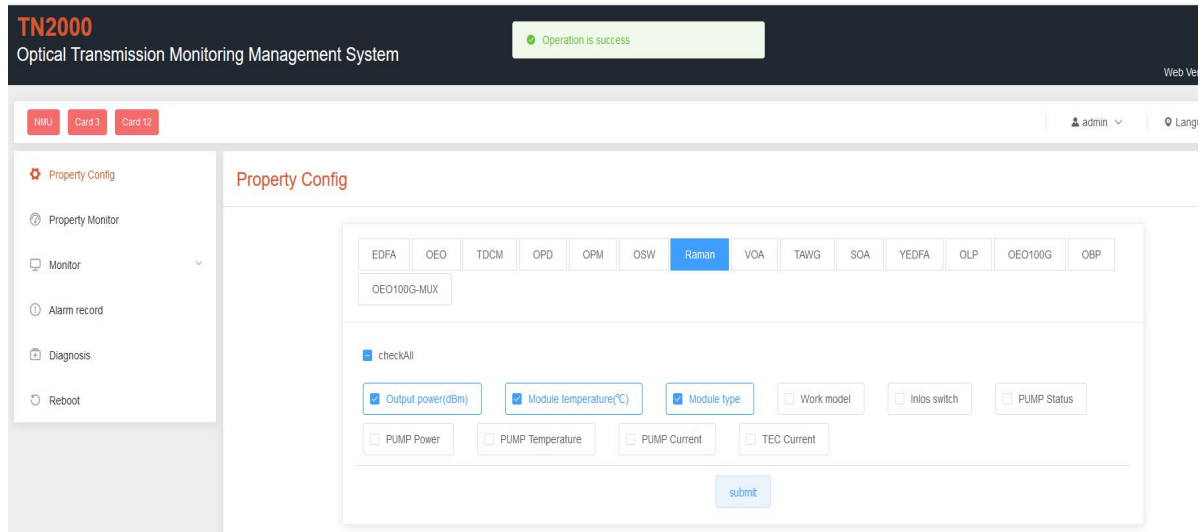 TN2000
Optical Transmission Monitoring Management System
Operation is success
Web Ve
NMU Card 3 Card 12
admin
Langu
Property Config
Property Monitor
Monitor
Alarm record
Diagnosis
Reboot
Property Config
EDFA OEO TDCM OPD OPM OSW Raman VOA TAWG SOA YEDFA OLP OEO100G OBP
OEO100G-MUX
checkAll
Output power(dBm) Module temperature(℃) Module type Work model Inlos switch PUMP Status
PUMP Power PUMP Temperature PUMP Current TEC Current
submit